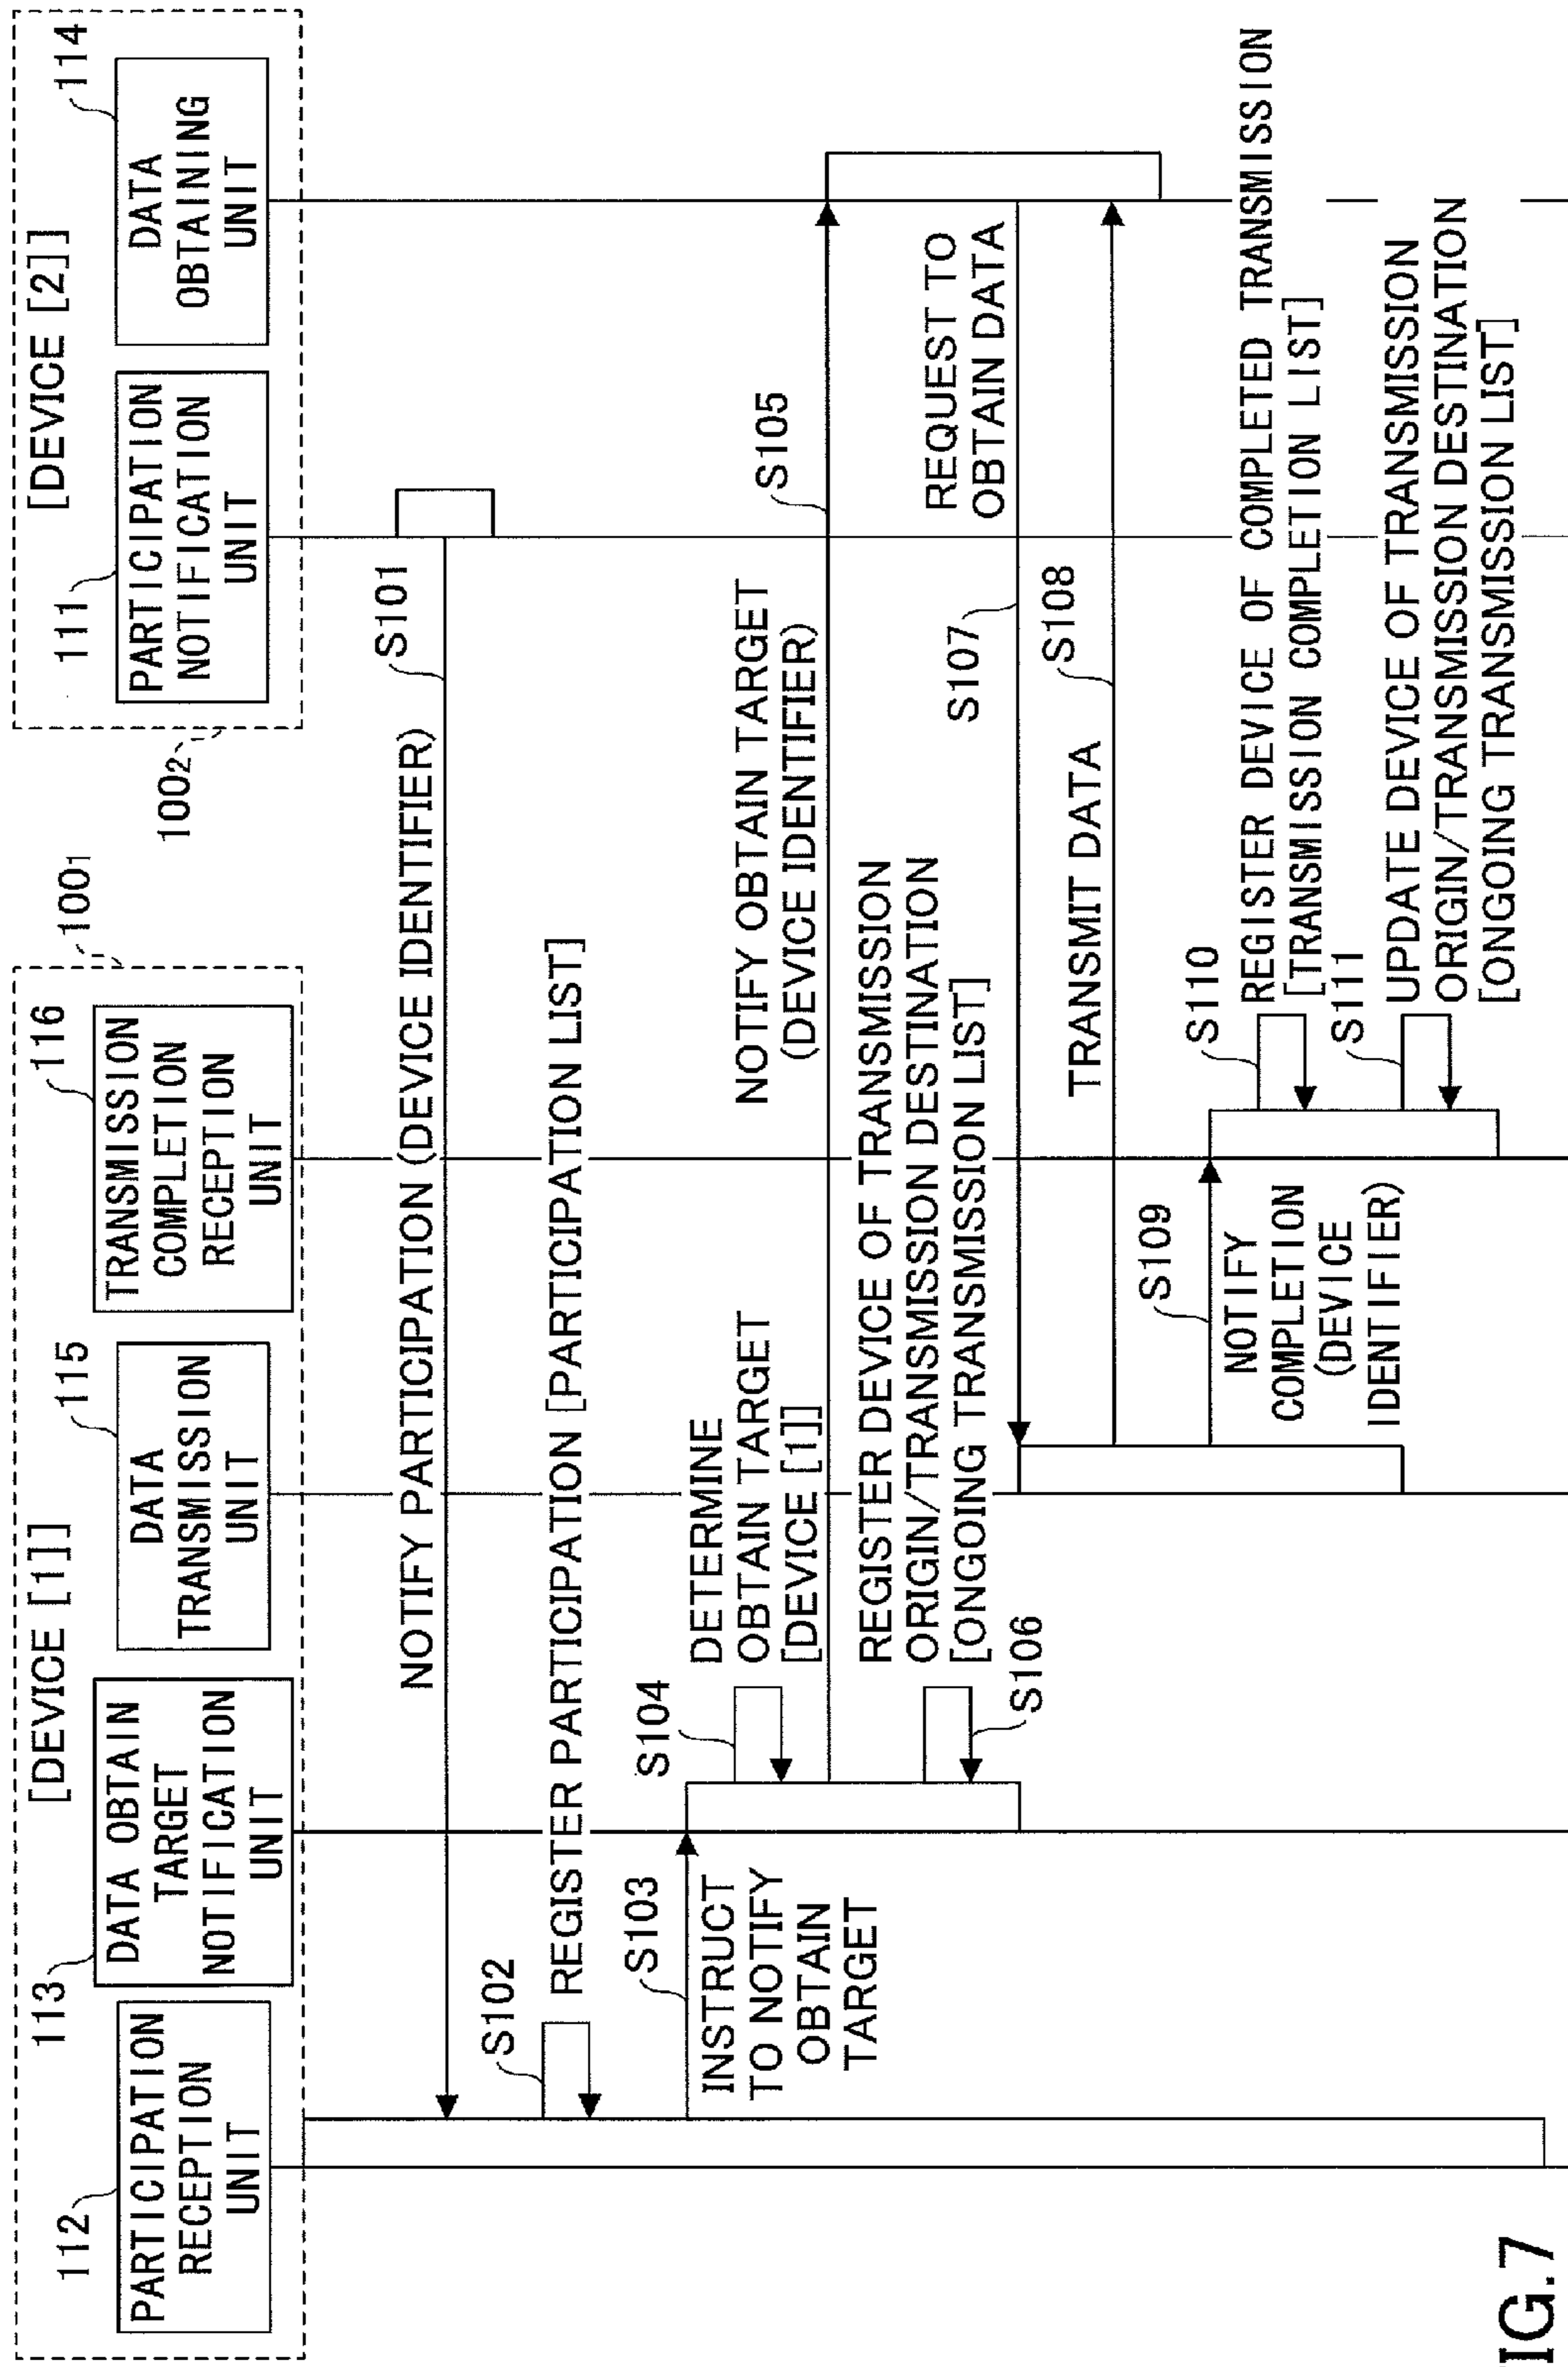 [DEVICE [1]]
100₁
112
PARTICIPATION
RECEPTION
UNIT
113
DATA OBTAIN
TARGET
NOTIFICATION
UNIT
115
DATA
TRANSMISSION
UNIT
116
TRANSMISSION
COMPLETION
RECEPTION
UNIT
[DEVICE [2]]
100₂
111
PARTICIPATION
NOTIFICATION
UNIT
114
DATA
OBTAINING
UNIT
NOTIFY PARTICIPATION (DEVICE IDENTIFIER)
S101
S102
REGISTER PARTICIPATION [PARTICIPATION LIST]
S103
INSTRUCT
TO NOTIFY
OBTAIN
TARGET
S104
DETERMINE
OBTAIN TARGET
[DEVICE [1]]
NOTIFY OBTAIN TARGET
(DEVICE IDENTIFIER)
S105
REGISTER DEVICE OF TRANSMISSION
ORIGIN/TRANSMISSION DESTINATION
[ONGOING TRANSMISSION LIST]
S106
S107
REQUEST TO
OBTAIN DATA
TRANSMIT DATA
S108
S109
NOTIFY
COMPLETION
(DEVICE
IDENTIFIER)
S110
REGISTER DEVICE OF COMPLETED TRANSMISSION
[TRANSMISSION COMPLETION LIST]
S111
UPDATE DEVICE OF TRANSMISSION
ORIGIN/TRANSMISSION DESTINATION
[ONGOING TRANSMISSION LIST]
IG.7